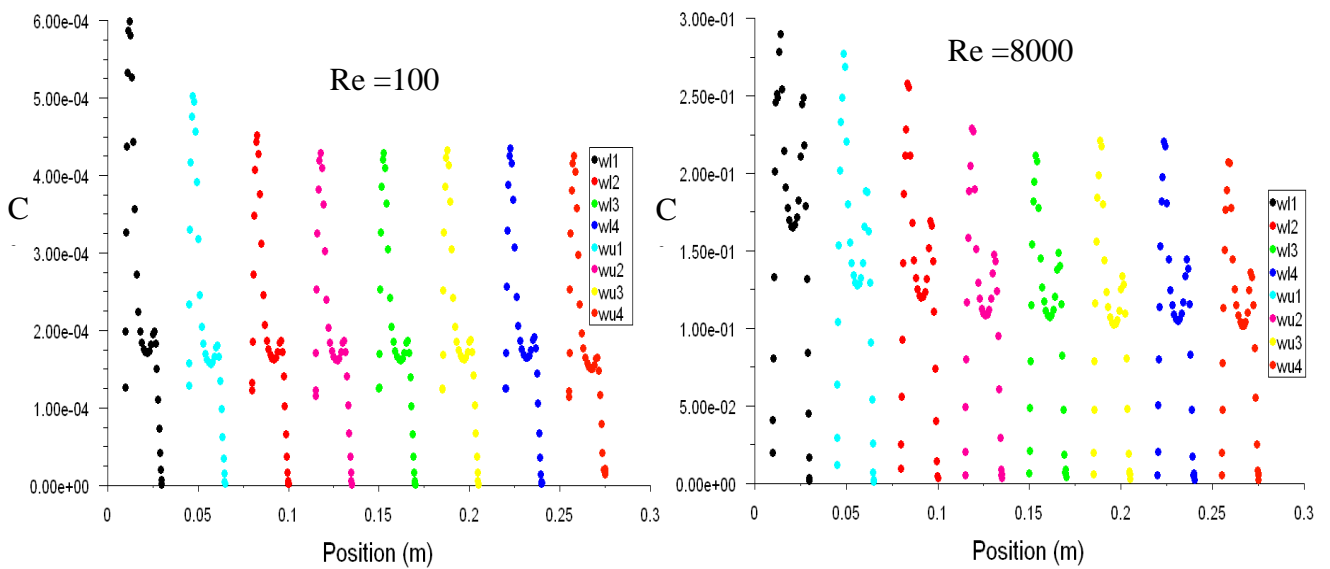 6.00e-04
5.00e-04
4.00e-04
3.00e-04
2.00e-04
1.00e-04
0.00e+00
C
Re =100
wl1
wl2
wl3
wl4
wu1
wu2
wu3
wu4
0
0.05
0.1
0.15
0.2
0.25
0.3
Position (m)
3.00e-01
2.50e-01
2.00e-01
1.50e-01
1.00e-01
5.00e-02
0.00e+00
C
Re =8000
wl1
wl2
wl3
wl4
wu1
wu2
wu3
wu4
0
0.05
0.1
0.15
0.2
0.25
0.3
Position (m)